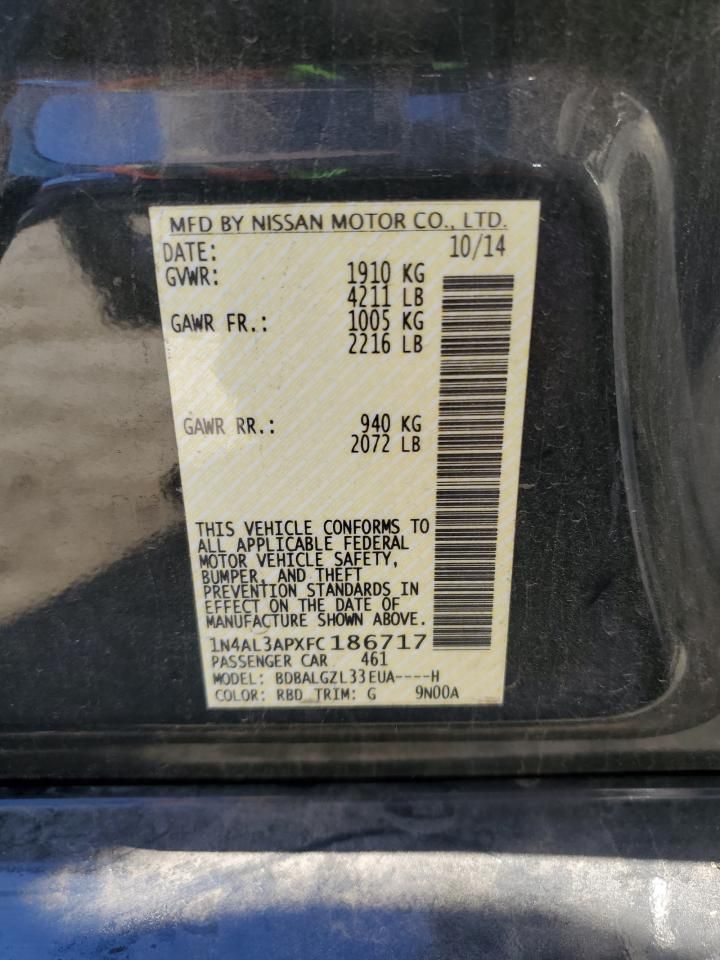 MFD BY NISSAN MOTOR CO., LTD.
DATE: 10/14
GVWR: 1910 KG
4211 LB
GAWR FR.: 1005 KG
2216 LB
GAWR RR.: 940 KG
2072 LB
THIS VEHICLE CONFORMS TO
ALL APPLICABLE FEDERAL
MOTOR VEHICLE SAFETY,
BUMPER, AND THEFT
PREVENTION STANDARDS IN
EFFECT ON THE DATE OF
MANUFACTURE SHOWN ABOVE.
1N4AL3APXFC186717
PASSENGER CAR 461
MODEL: BDBALGZL33EUA----H
COLOR: RBD TRIM: G 9N00A